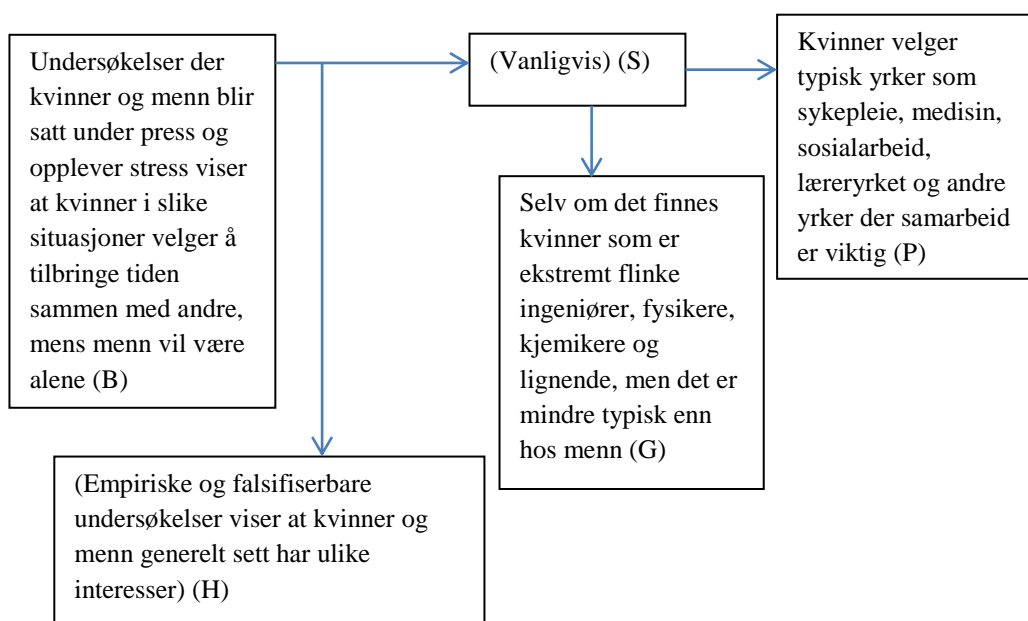 Undersøkelser der
kvinner og menn blir
satt under press og
opplever stress viser
at kvinner i slike
situasjoner velger å
tilbringe tiden
sammen med andre,
mens menn vil være
alene (B)
(Vanligvis) (S)
Kvinner velger
typisk yrker som
sykepleie, medisin,
sosialarbeid,
læreryrket og andre
yrker der samarbeid
er viktig (P)
Selv om det finnes
kvinner som er
ekstremt flinke
ingeniører, fysikere,
kjemikere og
lignende, men det er
mindre typisk enn
hos menn (G)
(Empiriske og falsifiserbare
undersøkelser viser at kvinner og
menn generelt sett har ulike
interesser) (H)